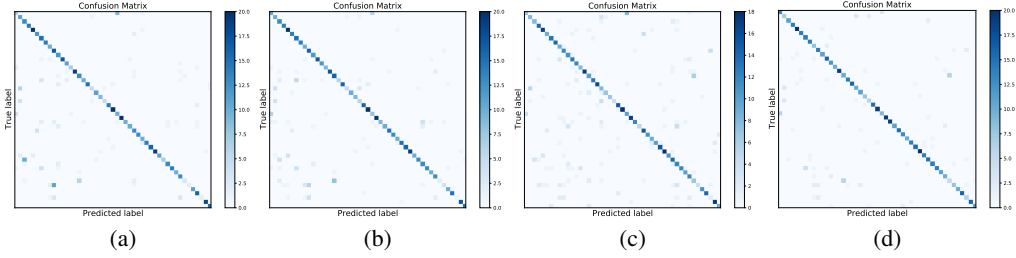 Confusion Matrix
True label
Predicted label
20.0
17.5
15.0
12.5
10.0
7.5
5.0
2.5
0.0
(a)
Confusion Matrix
True label
Predicted label
20.0
17.5
15.0
12.5
10.0
7.5
5.0
2.5
0.0
(b)
Confusion Matrix
True label
Predicted label
18
16
14
12
10
8
6
4
2
0
(c)
Confusion Matrix
True label
Predicted label
20.0
17.5
15.0
12.5
10.0
7.5
5.0
2.5
0.0
(d)